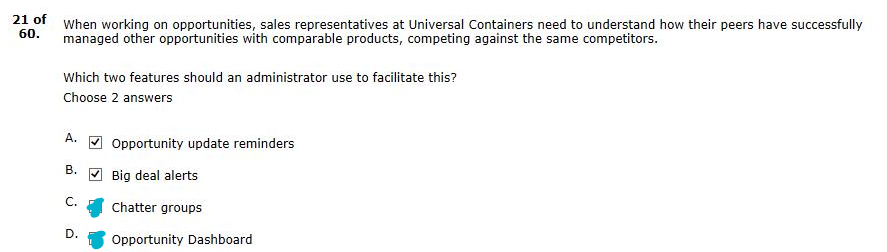 21 of
60.
When working on opportunities, sales representatives at Universal Containers need to understand how their peers have successfully
managed other opportunities with comparable products, competing against the same competitors.
Which two features should an administrator use to facilitate this?
Choose 2 answers
A. Opportunity update reminders
B. Big deal alerts
C. Chatter groups
D. Opportunity Dashboard